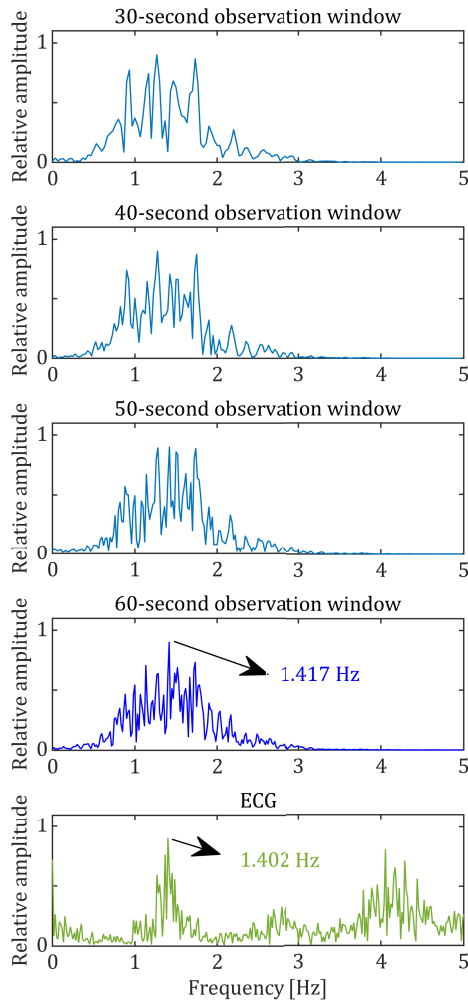 30-second observation window
Relative amplitude
1
0
0 1 2 3 4 5
40-second observation window
Relative amplitude
1
0
0 1 2 3 4 5
50-second observation window
Relative amplitude
1
0
0 1 2 3 4 5
60-second observation window
Relative amplitude
1
1.417 Hz
0
0 1 2 3 4 5
ECG
Relative amplitude
1
1.402 Hz
0
0 1 2 3 4 5
Frequency [Hz]